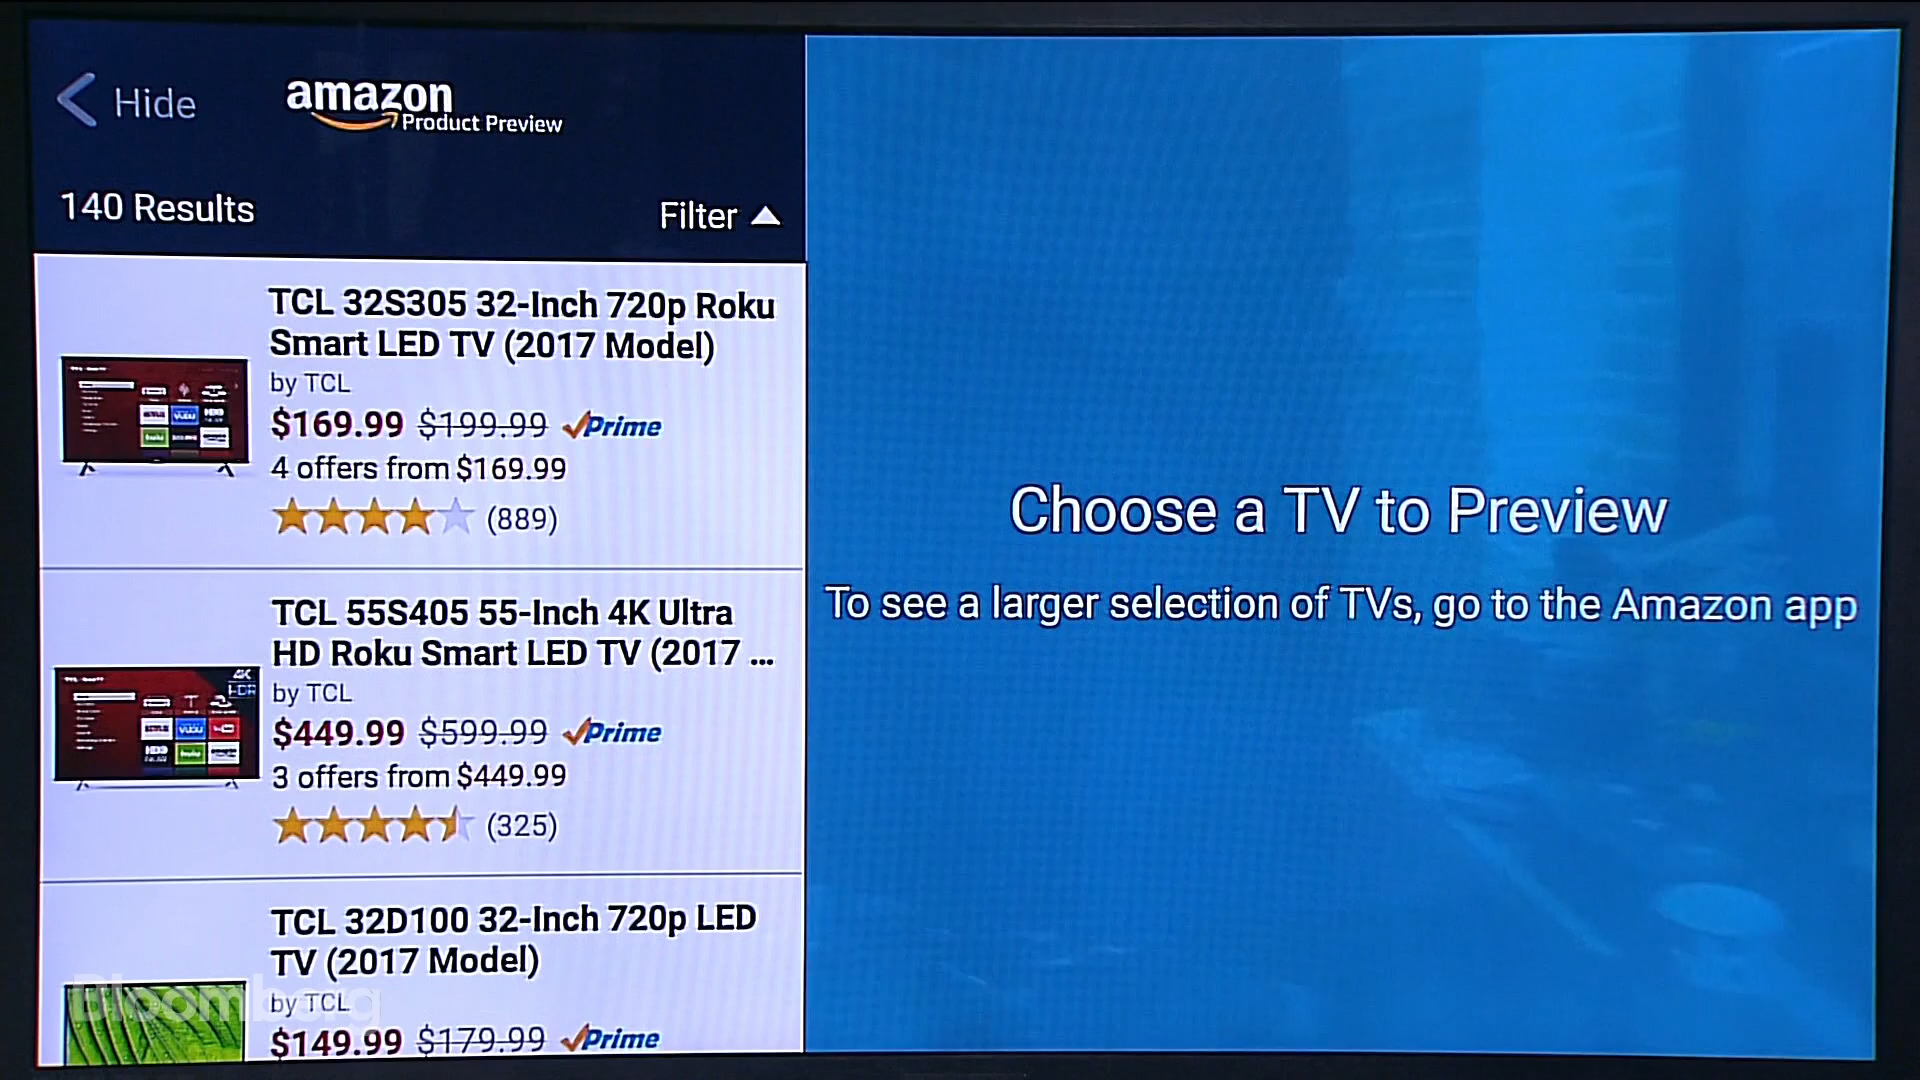 Hide
amazon
Product Preview
140 Results
Filter
TCL 32S305 32-Inch 720p Roku
Smart LED TV (2017 Model)
by TCL
$169.99 $199.99 Prime
4 offers from $169.99
(889)
TCL 55S405 55-Inch 4K Ultra
HD Roku Smart LED TV (2017 ...
by TCL
$449.99 $599.99 Prime
3 offers from $449.99
(325)
4K
HDR
TCL 32D100 32-Inch 720p LED
TV (2017 Model)
by TCL
$149.99 $179.99 Prime
Bloomberg
Choose a TV to Preview
To see a larger selection of TVs, go to the Amazon app